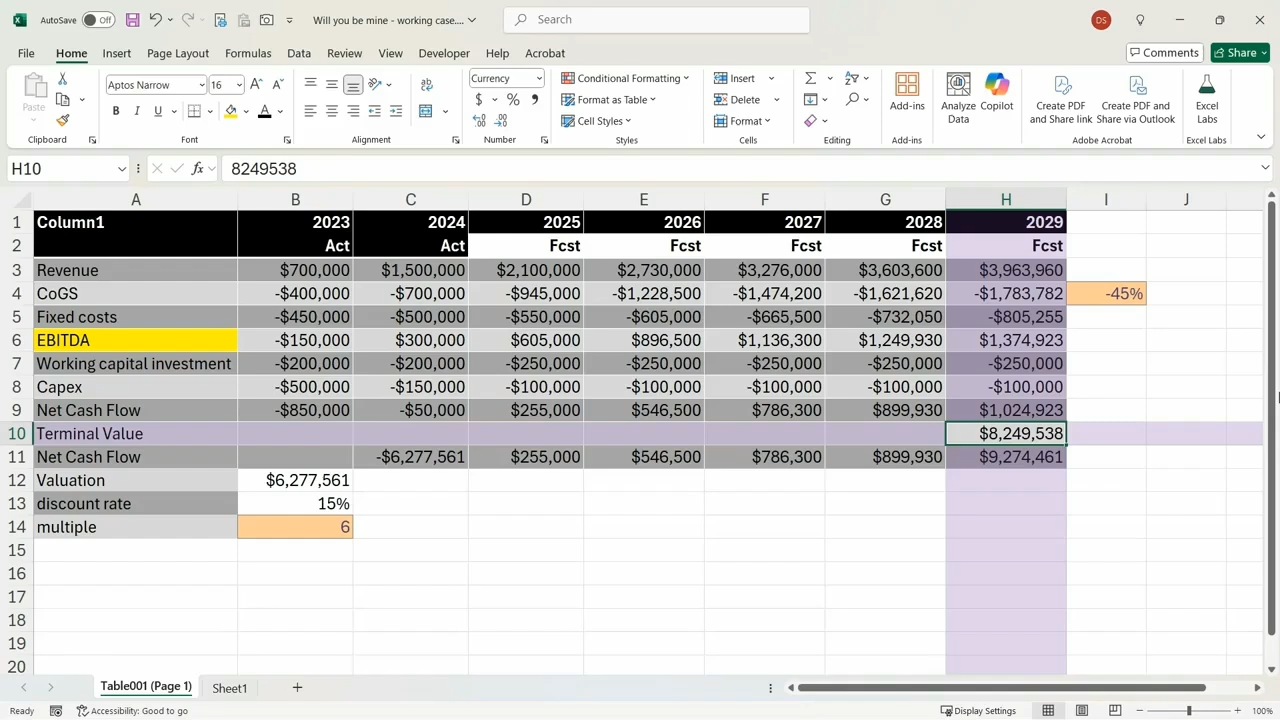 AutoSave Off Will you be mine - working case.... Search DS
File Home Insert Page Layout Formulas Data Review View Developer Help Acrobat Comments Share
Paste Aptos Narrow 16 A A Currency Conditional Formatting Insert Σ Add-ins Analyze Data Copilot Create PDF and Share link Create PDF and Share via Outlook Excel Labs
B I U A $ % , Format as Table Delete
Cell Styles Format
Clipboard Font Alignment Number Styles Cells Editing Add-ins Adobe Acrobat Excel Labs
H10 fx 8249538
A B C D E F G H I J
1 Column1 2023 2024 2025 2026 2027 2028 2029
2 Act Act Fcst Fcst Fcst Fcst Fcst
3 Revenue $700,000 $1,500,000 $2,100,000 $2,730,000 $3,276,000 $3,603,600 $3,963,960
4 CoGS -$400,000 -$700,000 -$945,000 -$1,228,500 -$1,474,200 -$1,621,620 -$1,783,782 -45%
5 Fixed costs -$450,000 -$500,000 -$550,000 -$605,000 -$665,500 -$732,050 -$805,255
6 EBITDA -$150,000 $300,000 $605,000 $896,500 $1,136,300 $1,249,930 $1,374,923
7 Working capital investment -$200,000 -$200,000 -$250,000 -$250,000 -$250,000 -$250,000 -$250,000
8 Capex -$500,000 -$150,000 -$100,000 -$100,000 -$100,000 -$100,000 -$100,000
9 Net Cash Flow -$850,000 -$50,000 $255,000 $546,500 $786,300 $899,930 $1,024,923
10 Terminal Value $8,249,538
11 Net Cash Flow -$6,277,561 $255,000 $546,500 $786,300 $899,930 $9,274,461
12 Valuation $6,277,561
13 discount rate 15%
14 multiple 6
15
16
17
18
19
20
Table001 (Page 1) Sheet1
Ready Accessibility: Good to go Display Settings 100%